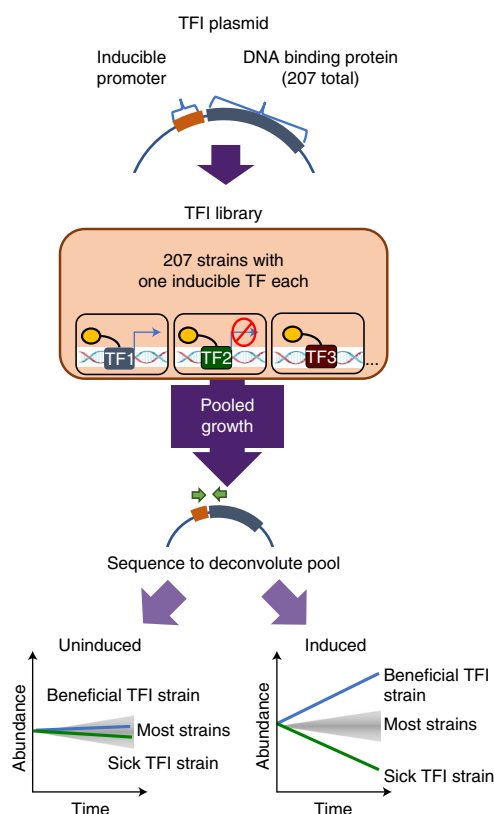 TFI plasmid
Inducible
promoter
DNA binding protein
(207 total)
TFI library
207 strains with
one inducible TF each
TF1
TF2
TF3
...
Pooled
growth
Sequence to deconvolute pool
Uninduced
Abundance
Beneficial TFI strain
Most strains
Sick TFI strain
Time
Induced
Abundance
Beneficial TFI
strain
Most strains
Sick TFI strain
Time